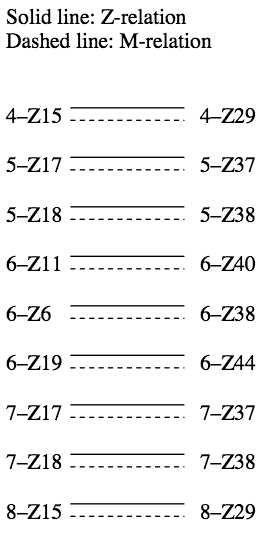 Solid line: Z-relation
Dashed line: M-relation
4–Z15 4–Z29
5–Z17 5–Z37
5–Z18 5–Z38
6–Z11 6–Z40
6–Z6 6–Z38
6–Z19 6–Z44
7–Z17 7–Z37
7–Z18 7–Z38
8–Z15 8–Z29